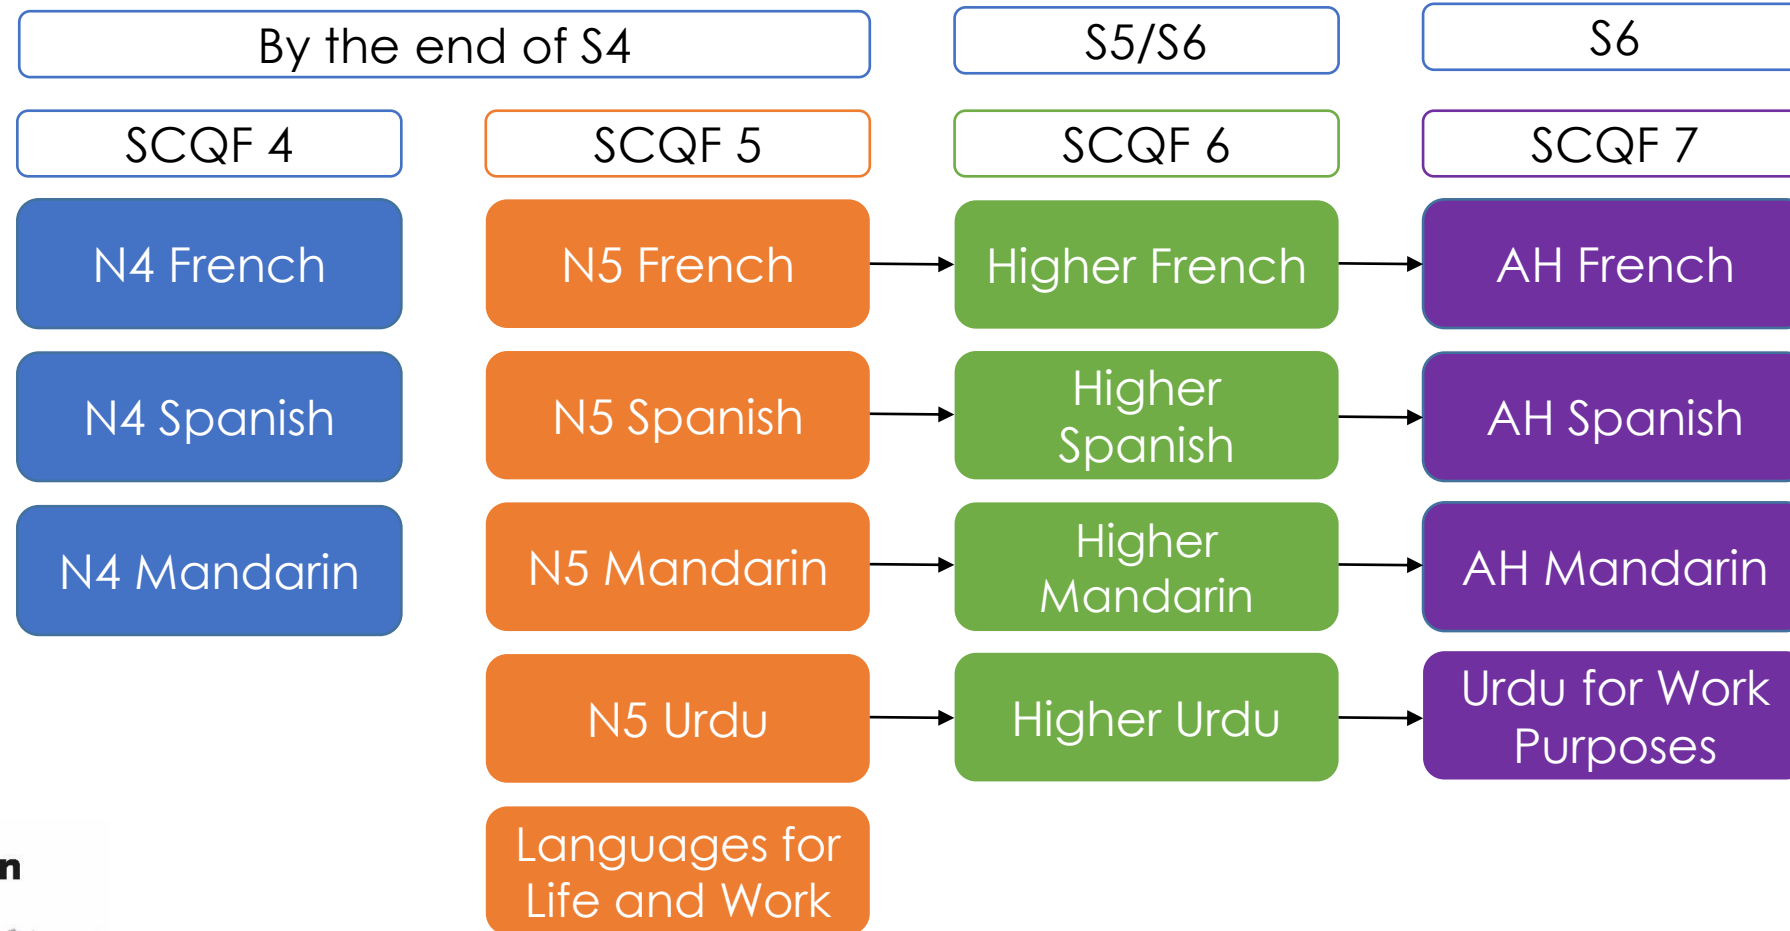 By the end of S4
S5/S6
S6
SCQF 4
SCQF 5
SCQF 6
SCQF 7
N4 French
N5 French
Higher French
AH French
N4 Spanish
N5 Spanish
Higher
Spanish
AH Spanish
N4 Mandarin
N5 Mandarin
Higher
Mandarin
AH Mandarin
N5 Urdu
Higher Urdu
Urdu for Work
Purposes
Languages for
Life and Work
n